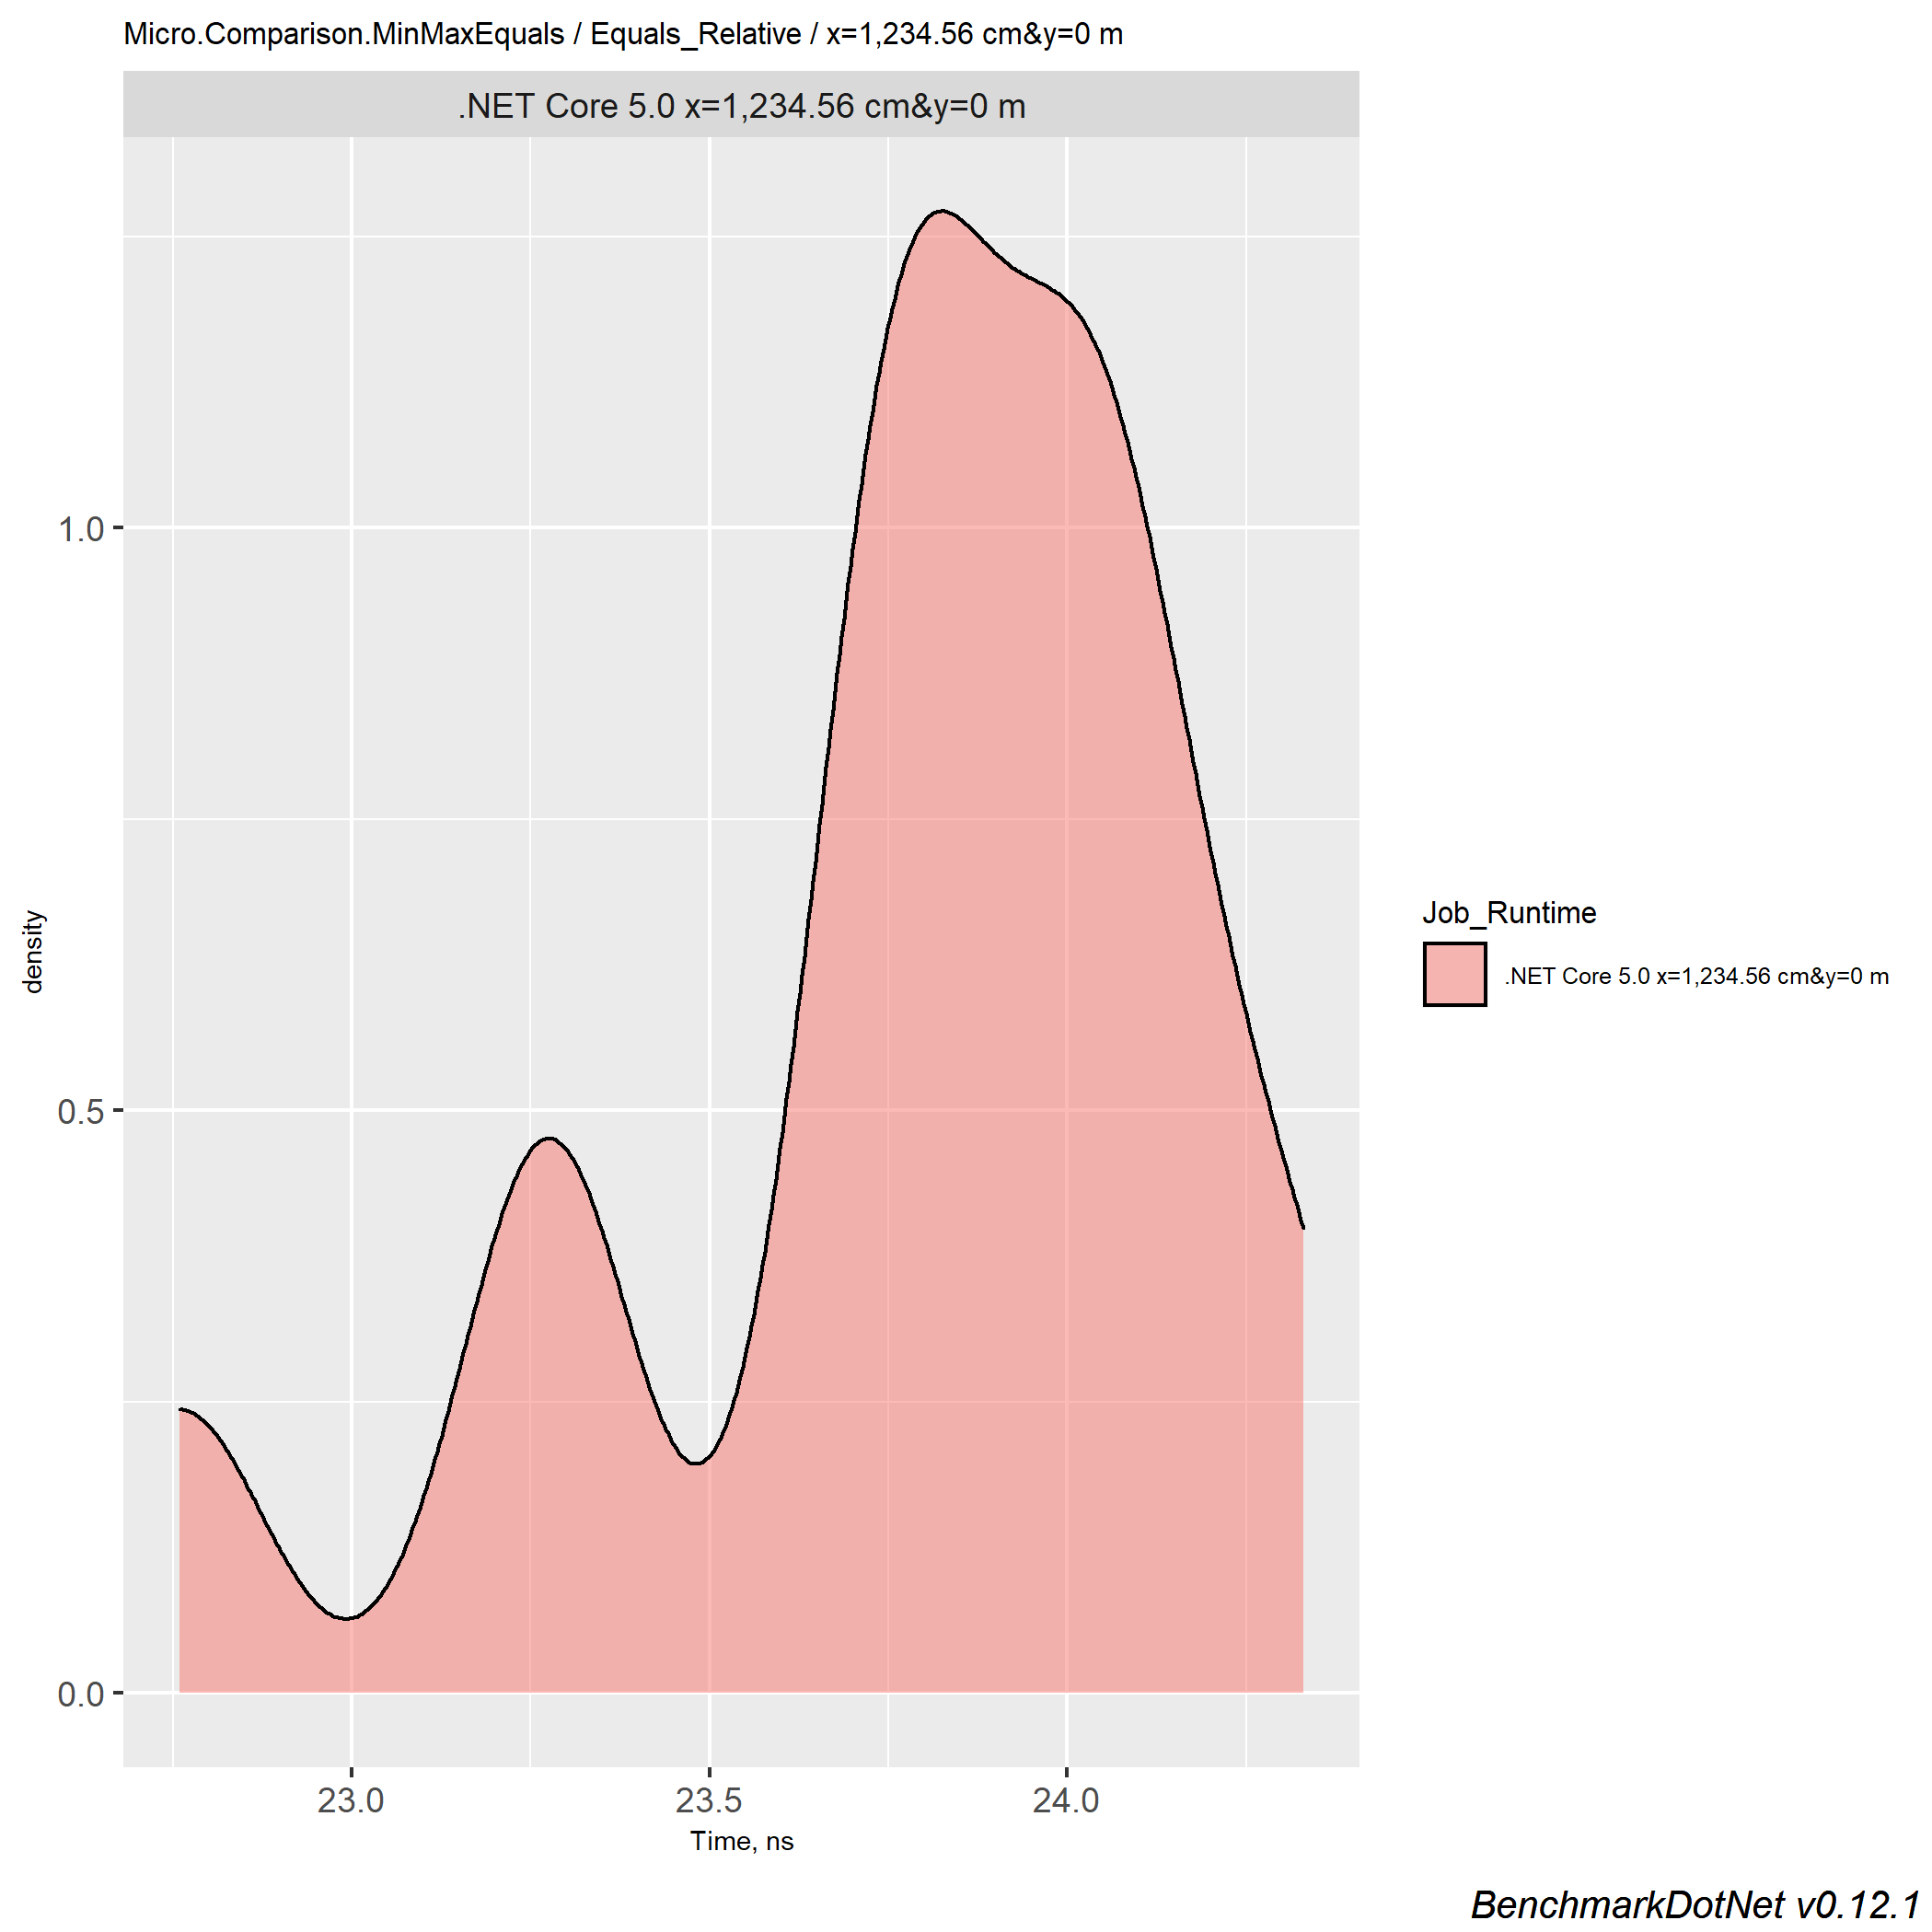 Micro.Comparison.MinMaxEquals / Equals_Relative / x=1,234.56 cm&y=0 m
.NET Core 5.0 x=1,234.56 cm&y=0 m
1.0
0.5
0.0
density
23.0
23.5
24.0
Time, ns
Job_Runtime
.NET Core 5.0 x=1,234.56 cm&y=0 m
BenchmarkDotNet v0.12.1